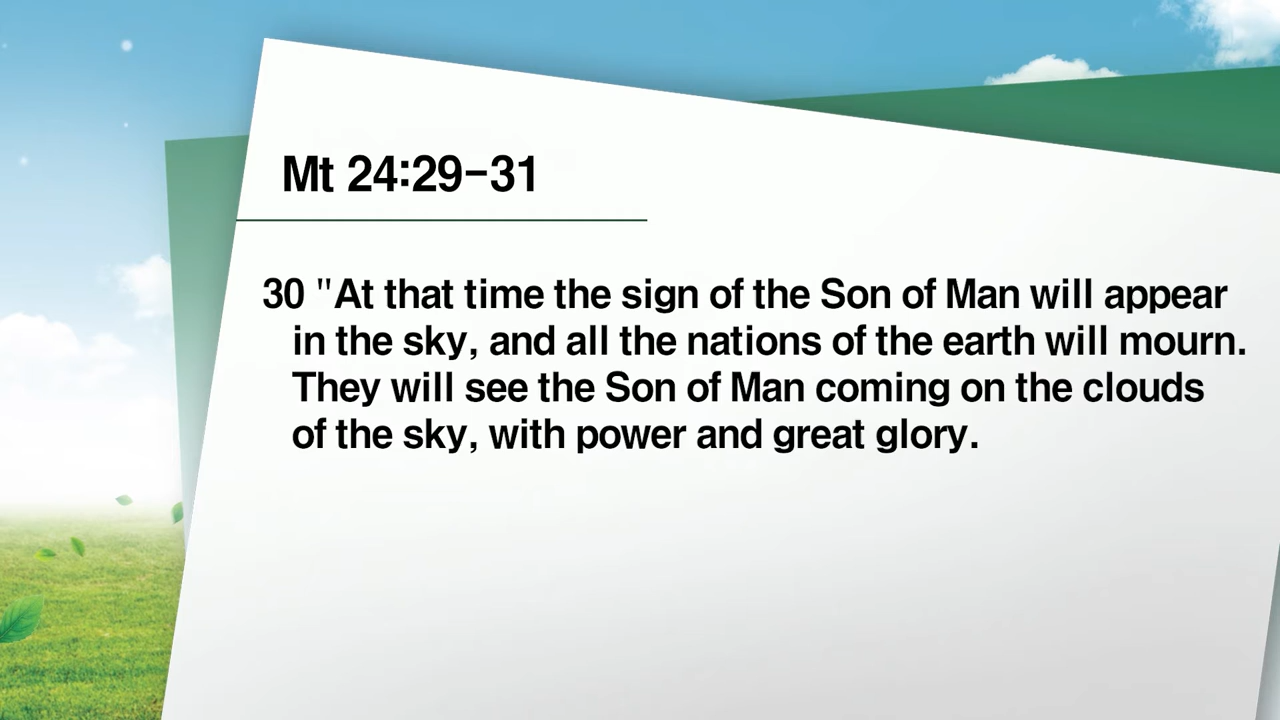 Mt 24:29-31
30 "At that time the sign of the Son of Man will appear
in the sky, and all the nations of the earth will mourn.
They will see the Son of Man coming on the clouds
of the sky, with power and great glory.